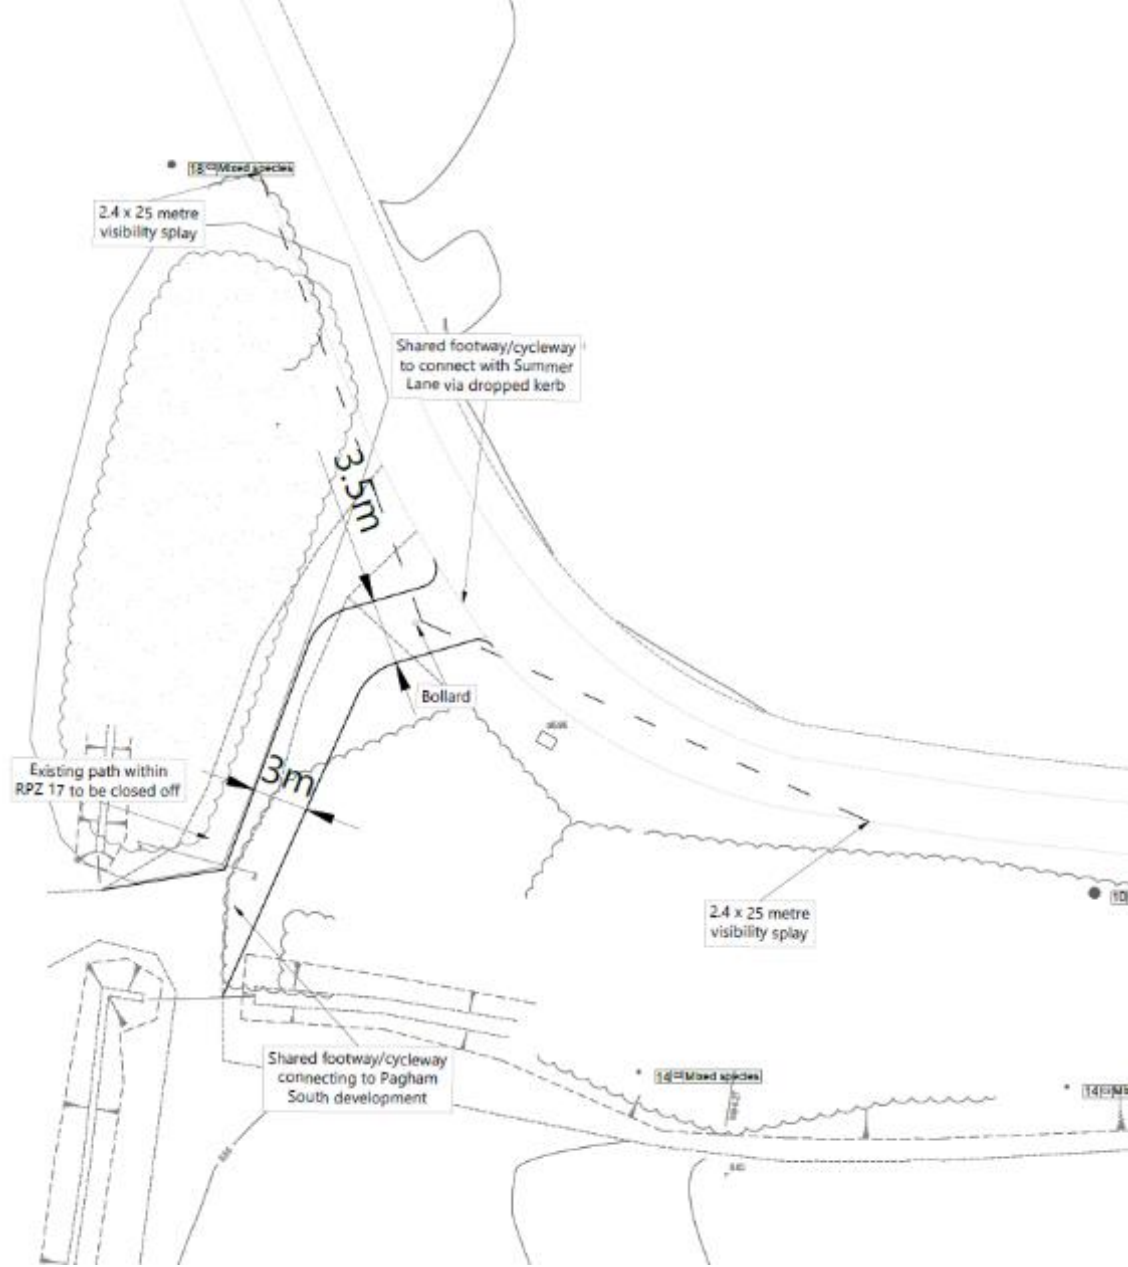 18 Mixed species
2.4 x 25 metre
visibility splay
Shared footway/cycleway
to connect with Summer
Lane via dropped kerb
3.5m
Bollard
Existing path within
RPZ 17 to be closed off
3m
10
2.4 x 25 metre
visibility splay
Shared footway/cycleway
connecting to Pagham
South development
14 Mixed species
14